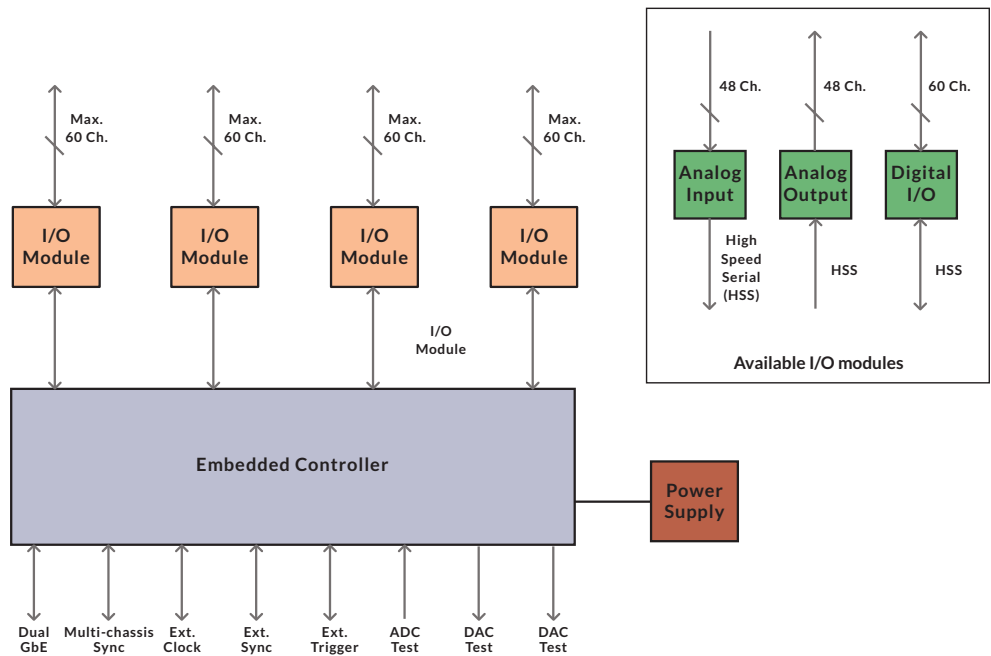 48 Ch.
48 Ch.
60 Ch.
Analog
Input
Analog
Output
Digital
I/O
High
Speed
Serial
(HSS)
HSS
HSS
Available I/O modules
Max.
60 Ch.
Max.
60 Ch.
Max.
60 Ch.
Max.
60 Ch.
I/O
Module
I/O
Module
I/O
Module
I/O
Module
I/O
Module
Embedded Controller
Power
Supply
Dual
GbE
Multi-chassis
Sync
Ext.
Clock
Ext.
Sync
Ext.
Trigger
ADC
Test
DAC
Test
DAC
Test